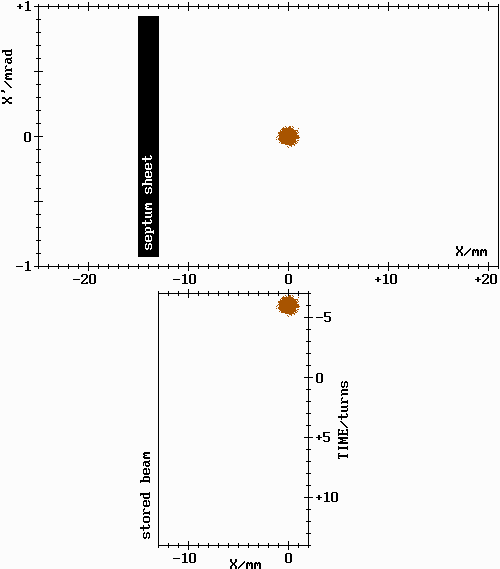 +1
X'/mrad
0
septum sheet
X/mm
-1
-20
-10
0
+10
+20
-5
0
TIME/turns
+5
stored beam
+10
-10
0
X/mm